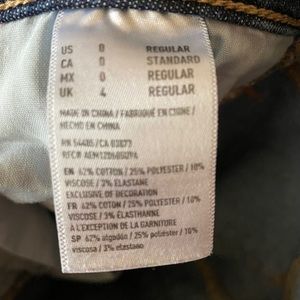 US 0 REGULAR
CA 0 STANDARD
MX 0 REGULAR
UK 4 REGULAR
MADE IN CHINA / FABRIQUÉ EN CHINE /
HECHO EN CHINA
RN 54485/CA 03877
RFC#
EN 62% COTTON / 25% POLYESTER / 10%
VISCOSE / 3% ELASTANE
EXCLUSIVE OF DECORATION
FR 62% COTON / 25% POLYESTER / 10%
VISCOSE / 3% ÉLASTHANNE
À L'EXCEPTION DE LA GARNITURE
SP 62% algodón / 25% poliéster / 10%
viscosa / 3% elastano